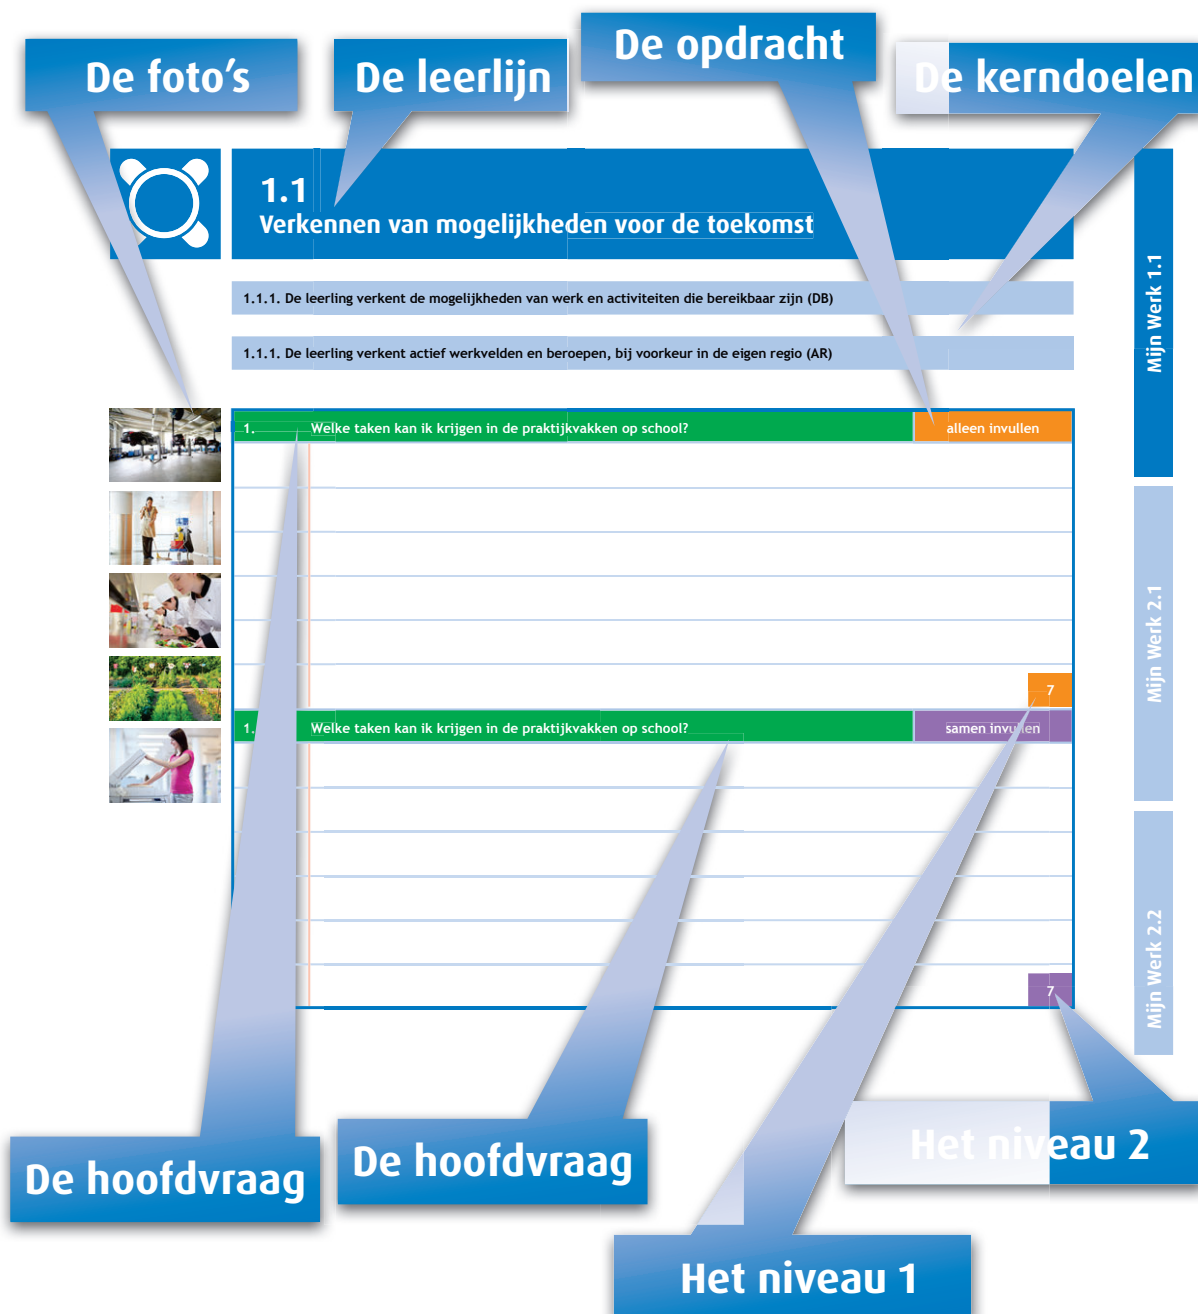 De foto's
De leerlijn
De opdracht
De kerndoelen
1.1
Verkennen van mogelijkheden voor de toekomst
1.1.1. De leerling verkent de mogelijkheden van werk en activiteiten die bereikbaar zijn (DB)
1.1.1. De leerling verkent actief werkvelden en beroepen, bij voorkeur in de eigen regio (AR)
1. Welke taken kan ik krijgen in de praktijkvakken op school? alleen invullen
7
1. Welke taken kan ik krijgen in de praktijkvakken op school? samen invullen
7
Mijn Werk 1.1
Mijn Werk 2.1
Mijn Werk 2.2
De hoofdvraag
De hoofdvraag
Het niveau 2
Het niveau 1